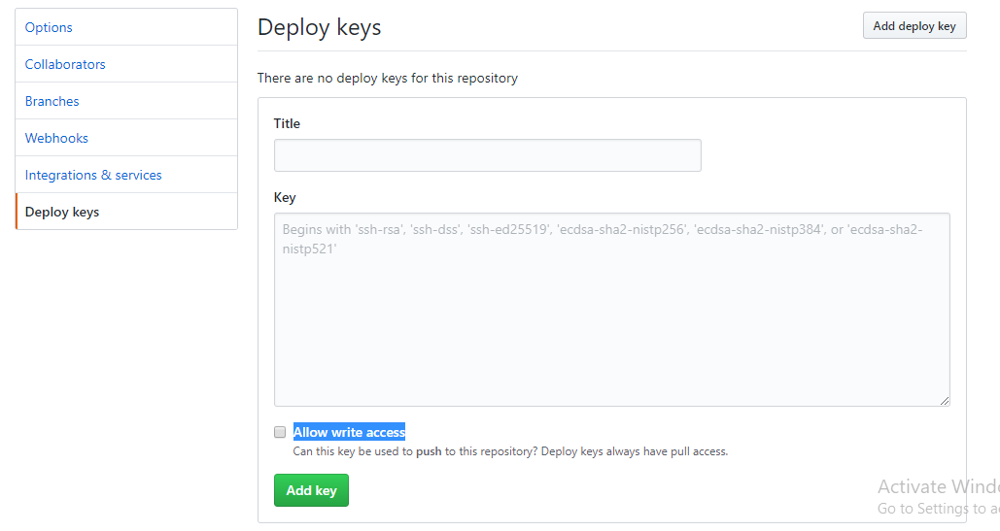 Options
Collaborators
Branches
Webhooks
Integrations & services
Deploy keys
Deploy keys
Add deploy key
There are no deploy keys for this repository
Title
Key
Begins with 'ssh-rsa', 'ssh-dss', 'ssh-ed25519', 'ecdsa-sha2-nistp256', 'ecdsa-sha2-nistp384', or 'ecdsa-sha2-
nistp521'
Allow write access
Can this key be used to push to this repository? Deploy keys always have pull access.
Add key
Activate
Go to Settings to